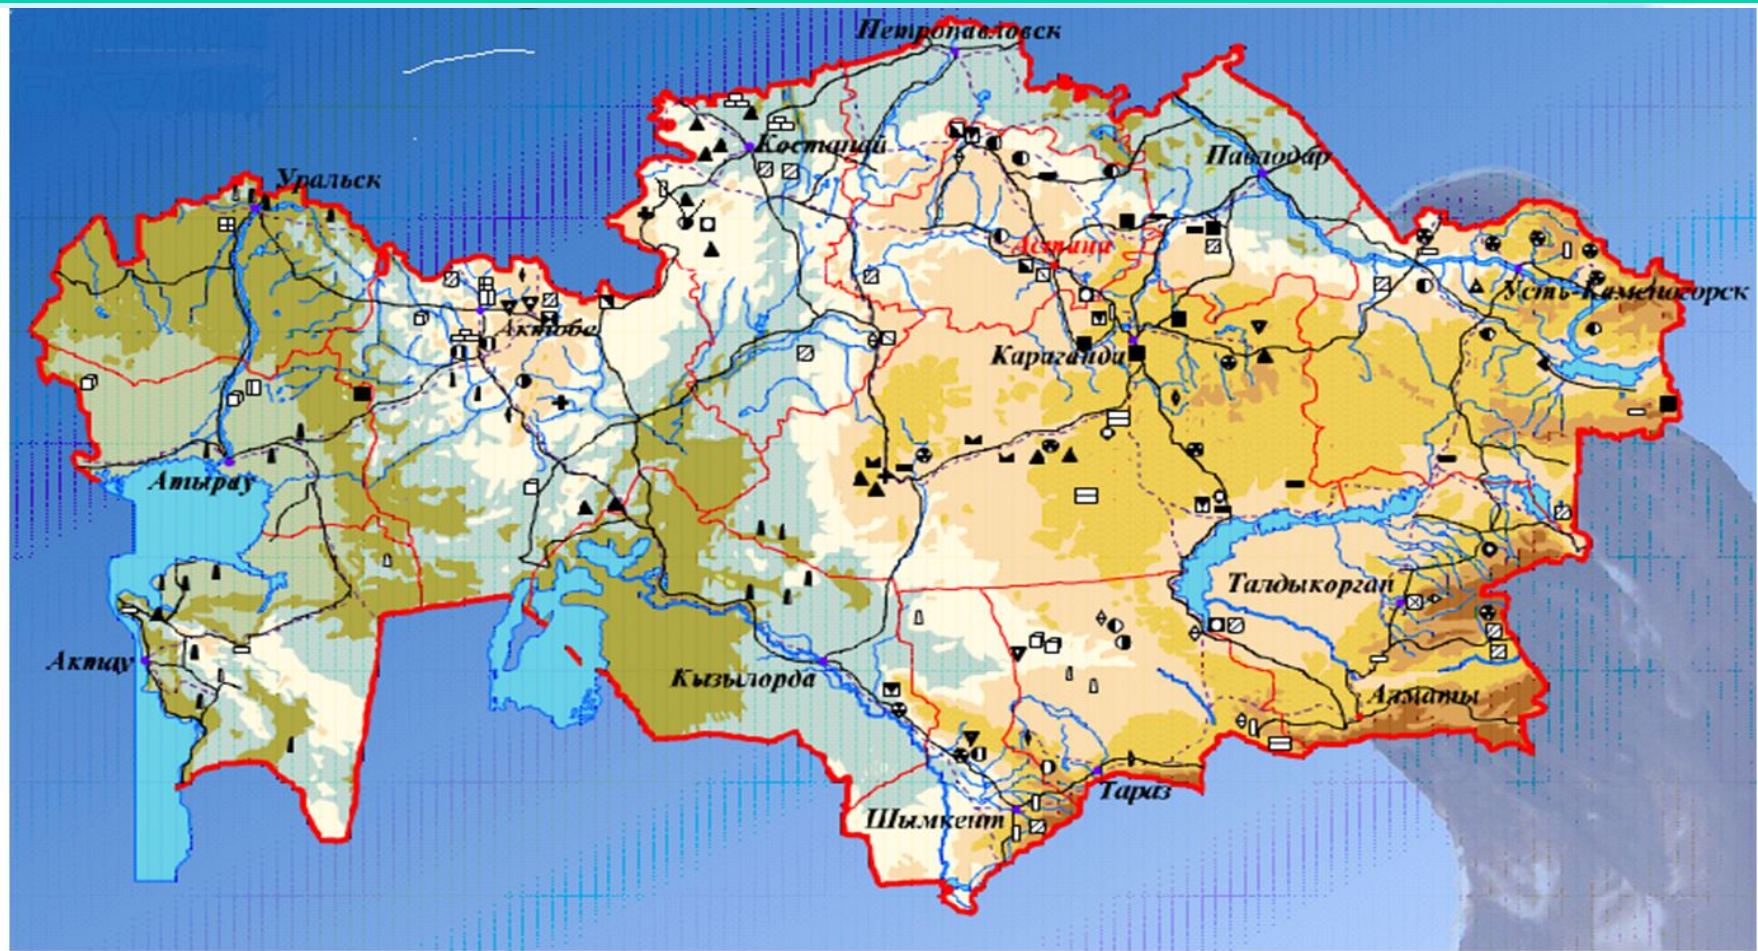 Петропавловск
Костанай
Павлодар
Уральск
Астана
Усть-Каменогорск
Актобе
Караганда
Атырау
Талдыкорган
Актау
Кызылорда
Алматы
Тараз
Шымкент